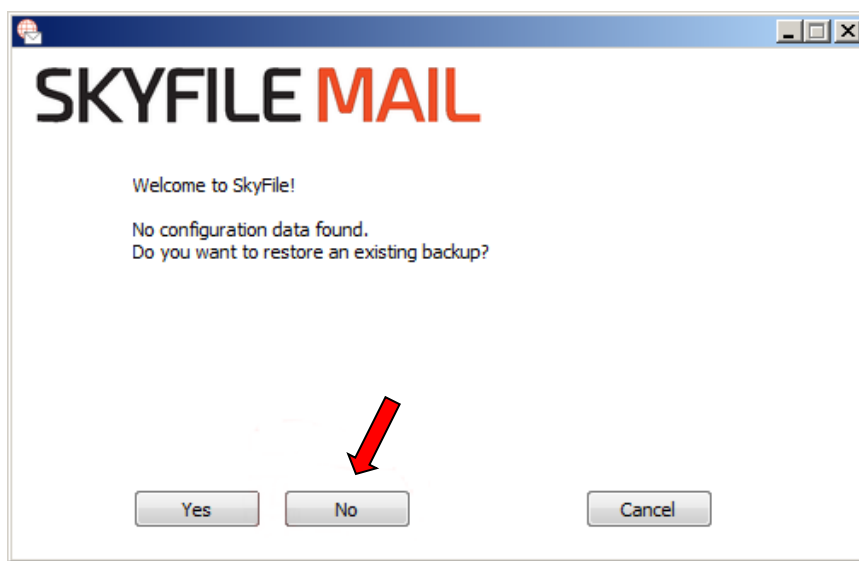 SKYFILE MAIL
Welcome to SkyFile!
No configuration data found.
Do you want to restore an existing backup?
Yes No Cancel